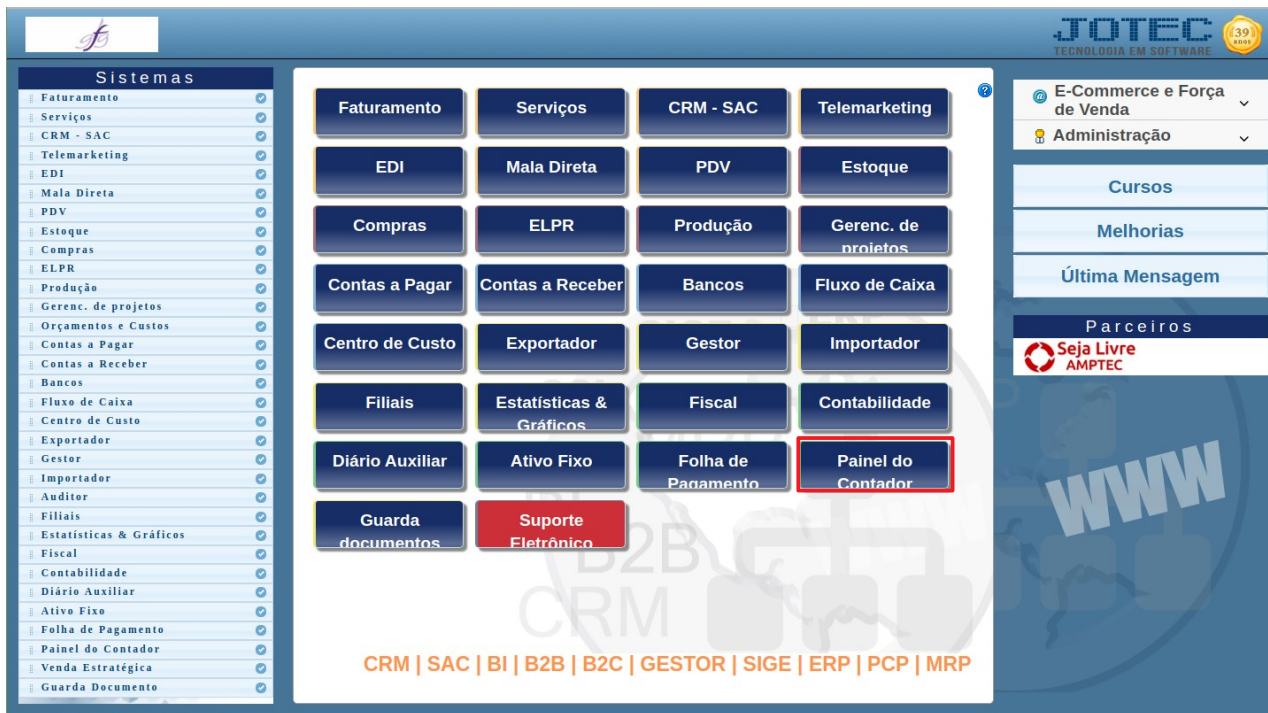 JOTEC
39
ANOS
TECNOLOGIA EM SOFTWARE
Sistemas
Faturamento
Serviços
CRM - SAC
Telemarketing
EDI
Mala Direta
PDV
Estoque
Compras
ELPR
Produção
Gerenc. de projetos
Orçamentos e Custos
Contas a Pagar
Contas a Receber
Bancos
Fluxo de Caixa
Centro de Custo
Exportador
Gestor
Importador
Auditor
Filiais
Estatísticas & Gráficos
Fiscal
Contabilidade
Diário Auxiliar
Ativo Fixo
Folha de Pagamento
Painel do Contador
Venda Estratégica
Guarda Documento
Faturamento
Serviços
CRM - SAC
Telemarketing
EDI
Mala Direta
PDV
Estoque
Compras
ELPR
Produção
Gerenc. de
projetos
Contas a Pagar
Contas a Receber
Bancos
Fluxo de Caixa
Centro de Custo
Exportador
Gestor
Importador
Filiais
Estatísticas &
Gráficos
Fiscal
Contabilidade
Diário Auxiliar
Ativo Fixo
Folha de
Pagamento
Painel do
Contador
Guarda
documentos
Suporte
Eletrônico
B2B
CRM
CRM | SAC | BI | B2B | B2C | GESTOR | SIGE | ERP | PCP | MRP
E-Commerce e Força
de Venda
Administração
Cursos
Melhorias
Última Mensagem
Parceiros
Seja Livre
AMPTEC
WWW